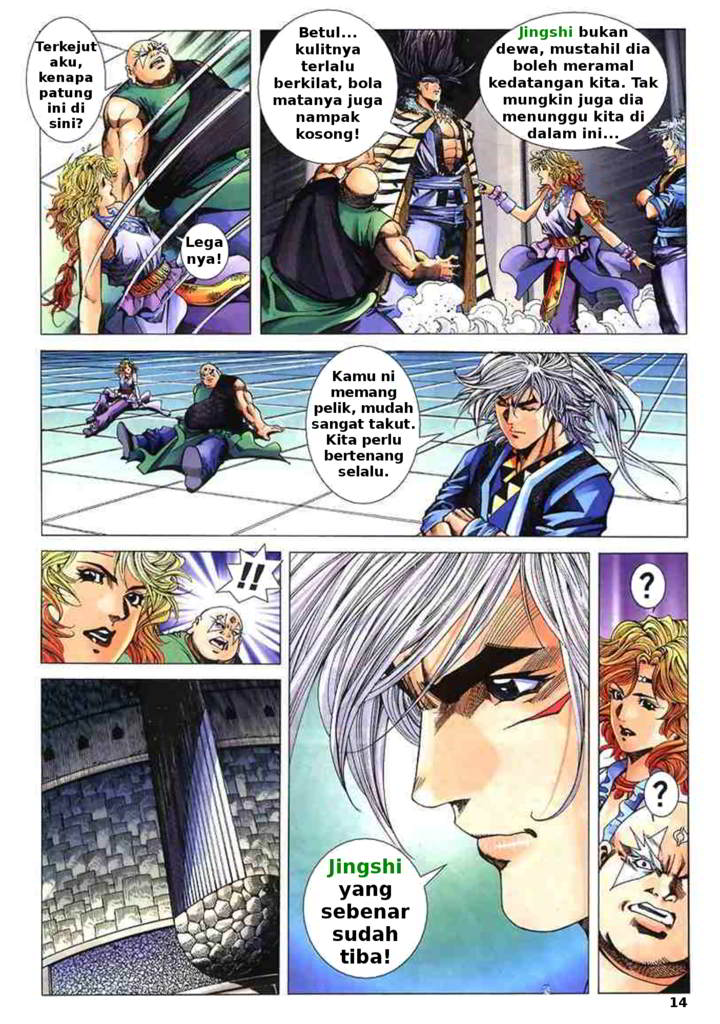 Terkejut
aku,
kenapa
patung
ini di
sini?
Lega
nya!
Betul...
kulitnya
terlalu
berkilat, bola
matanya juga
nampak
kosong!
Jingshi bukan
dewa, mustahil dia
boleh meramal
kedatangan kita. Tak
mungkin juga dia
menunggu kita di
dalam ini...
Kamu ni
memang
pelik, mudah
sangat takut.
Kita perlu
bertenang
selalu.
!!
Jingshi
yang
sebenar
sudah
tiba!
?
?
14